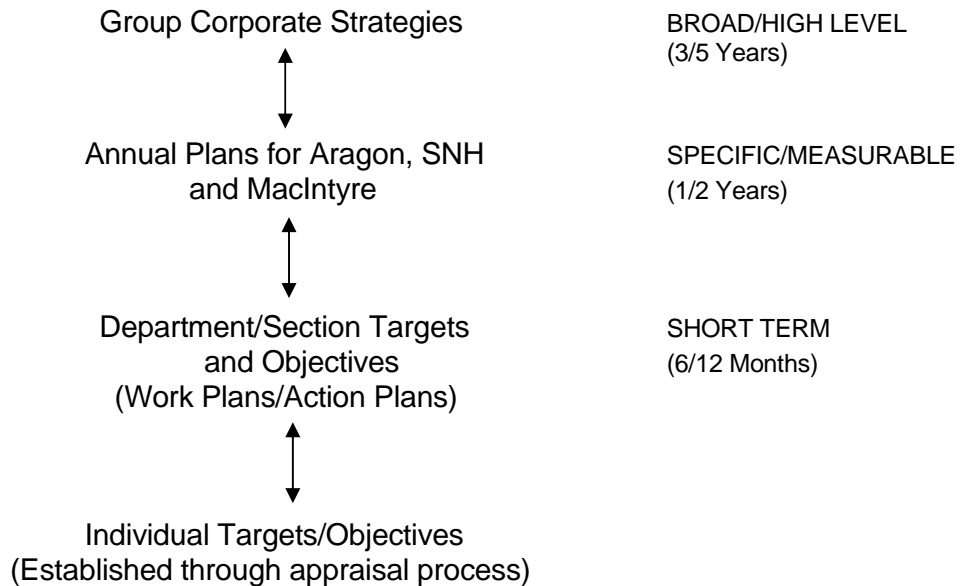 Group Corporate Strategies
BROAD/HIGH LEVEL
(3/5 Years)
Annual Plans for Aragon, SNH
and MacIntyre
SPECIFIC/MEASURABLE
(1/2 Years)
Department/Section Targets
and Objectives
(Work Plans/Action Plans)
SHORT TERM
(6/12 Months)
Individual Targets/Objectives
(Established through appraisal process)